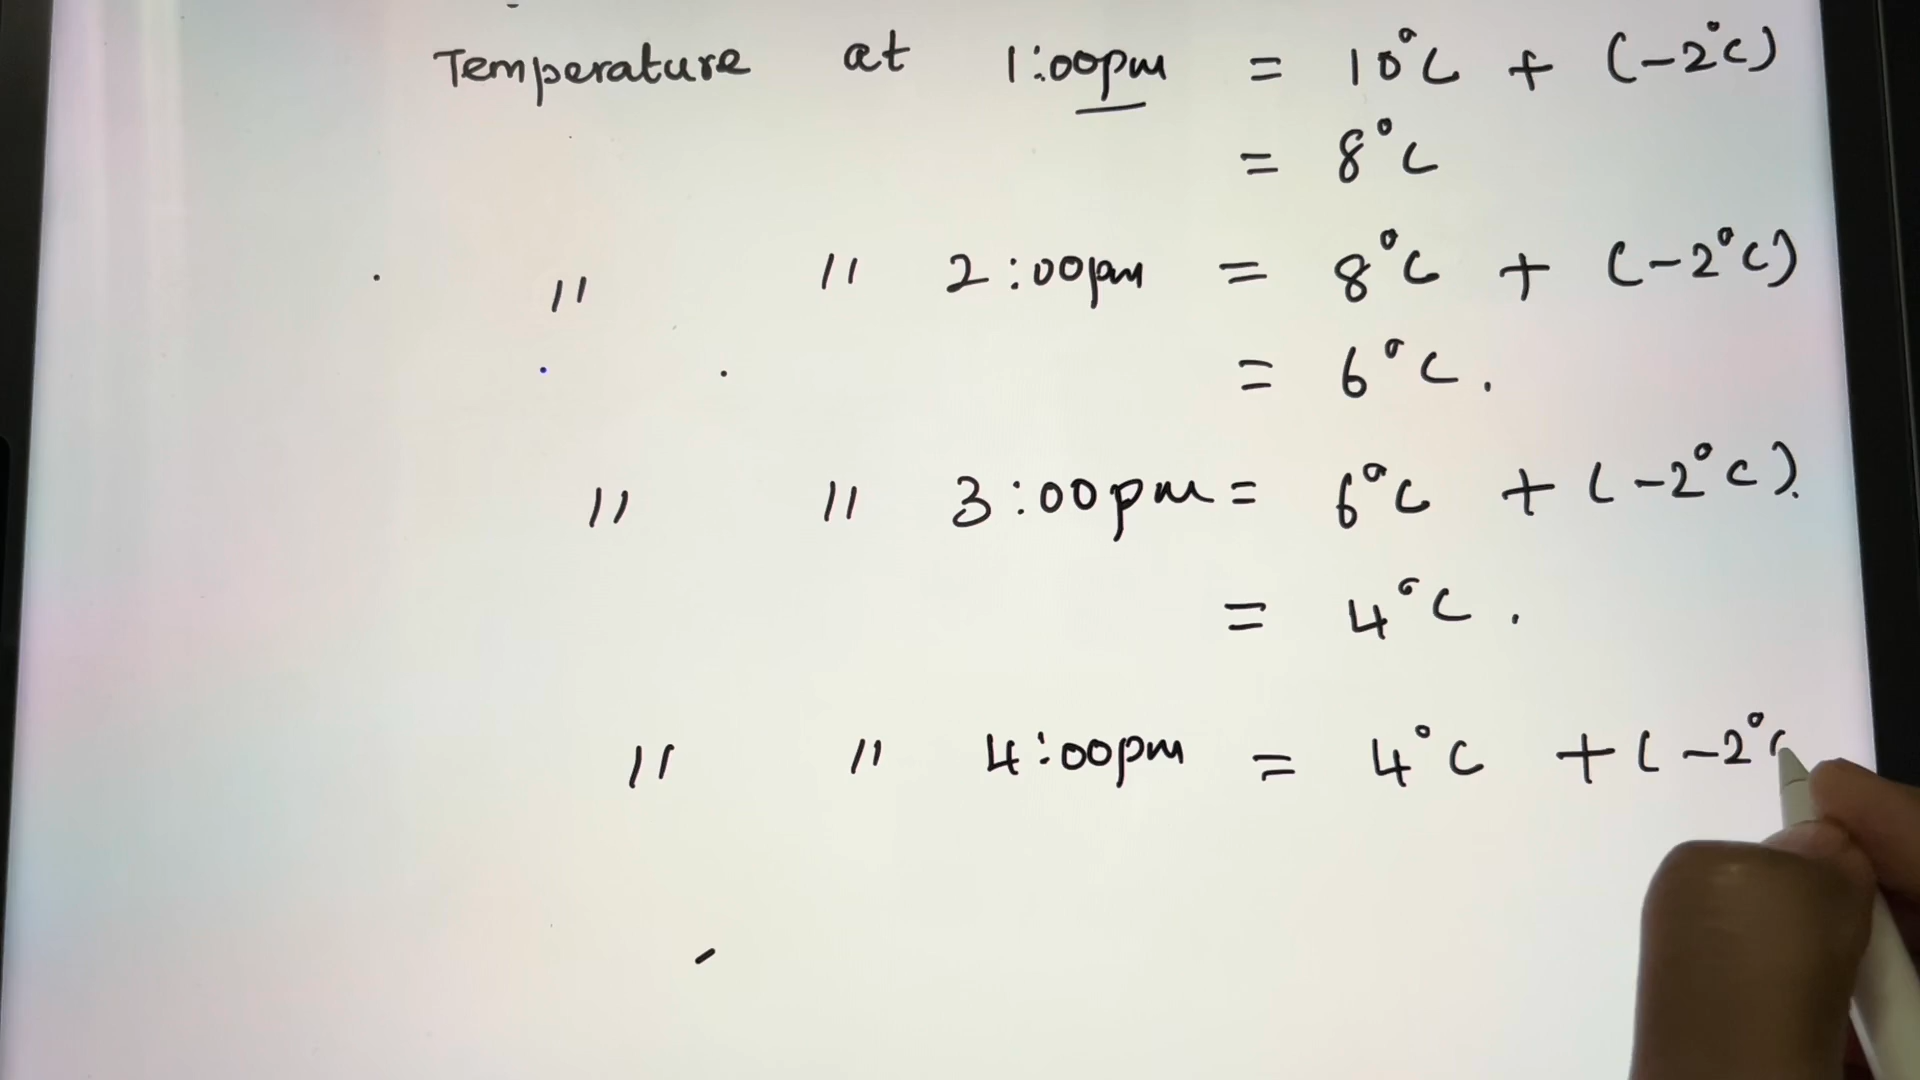 Temperature at 1:00pm = 10°C + (-2°C)
= 8°C
" " 2:00pm = 8°C + (-2°C)
= 6°C.
" " 3:00pm = 6°C + (-2°C).
= 4°C.
" " 4:00pm = 4°C + (-2°C